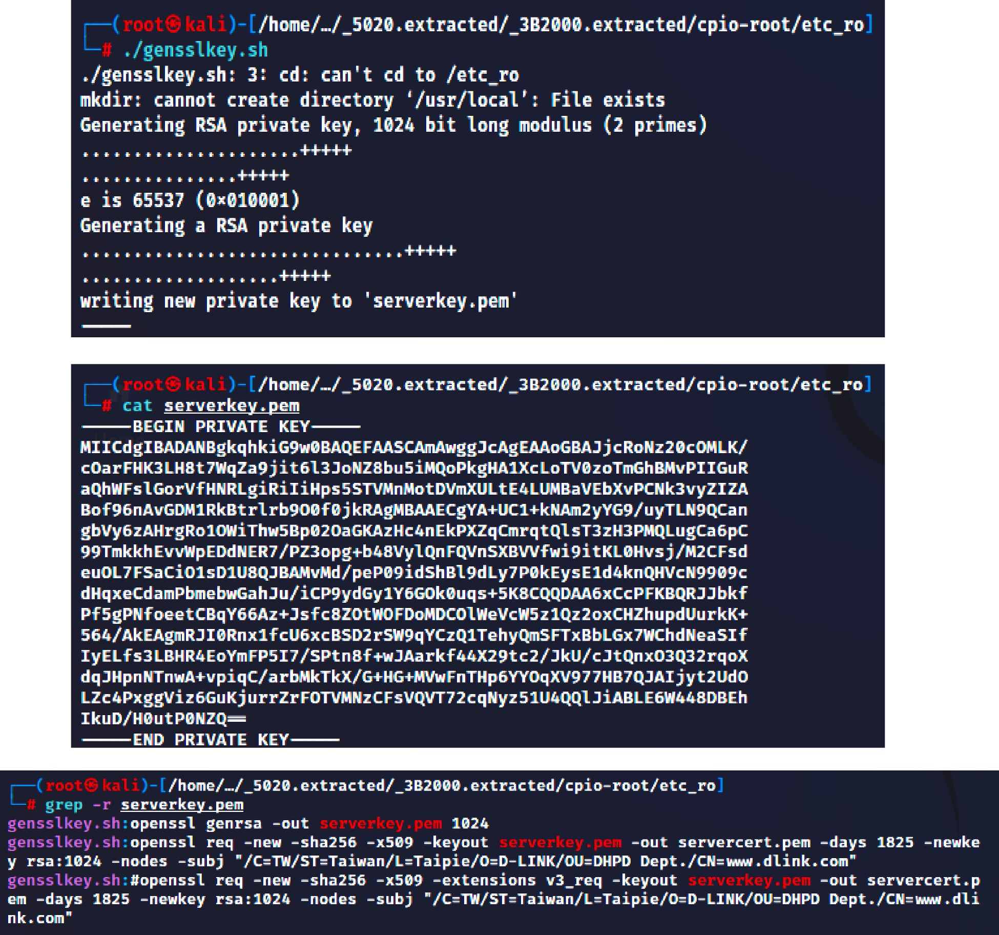 ┌──(root㉿kali)-[/home/…/_5020.extracted/_3B2000.extracted/cpio-root/etc_ro]
└─# ./gensslkey.sh
./gensslkey.sh: 3: cd: can't cd to /etc_ro
mkdir: cannot create directory ‘/usr/local’: File exists
Generating RSA private key, 1024 bit long modulus (2 primes)
.....................+++++
...............+++++
e is 65537 (0×010001)
Generating a RSA private key
...............................+++++
...................+++++
writing new private key to 'serverkey.pem'
-----
┌──(root㉿kali)-[/home/…/_5020.extracted/_3B2000.extracted/cpio-root/etc_ro]
└─# cat serverkey.pem
-----BEGIN PRIVATE KEY-----
MIICdgIBADANBgkqhkiG9w0BAQEFAASCAmAwggJcAgEAAoGBAJjcRoNz20cOMLK/
cOarFHK3LH8t7WqZa9jit6l3JoNZ8bu5iMQoPkgHA1XcLoTV0zoTmGhBMvPIIGuR
aQhWFslGorVfHNRLgiRiIiHps5STVMnMotDVmXULtE4LUMBaVEbXvPCNk3vyZIZA
Bof96nAvGDM1RkBtrlrb9O0f0jkRAgMBAAECgYA+UC1+kNAm2yYG9/uyTLN9QCan
gbVy6zAHrgRo1OWiThw5Bp02OaGKAzHc4nEkPXZqCmrqtQlsT3zH3PMQLugCa6pC
99TmkkhEvvWpEDdNER7/PZ3opg+b48VylQnFQVnSXBVVfwi9itKL0Hvsj/M2CFsd
euOL7FSaCiO1sD1U8QJBAMvMd/peP09idShBl9dLy7P0kEysE1d4knQHVcN9909c
dHqxeCdamPbmebwGahJu/iCP9ydGy1Y6GOk0uqs+5K8CQQDAA6xCcPFKBQRJJbkf
Pf5gPNfoeetCBqY66Az+Jsfc8ZOtWOFDoMDCOlWeVcW5z1Qz2oxCHZhupdUurkK+
564/AkEAgmRJI0Rnx1fcU6xcBSD2rSW9qYCzQ1TehyQmSFTxBbLGx7WChdNeaSIf
IyELfs3LBHR4EoYmFP5I7/SPtn8f+wJAarkf44X29tc2/JkU/cJtQnxO3Q32rqoX
dqJHpnNTnwA+vpiqC/arbMkTkX/G+HG+MVwFnTHp6YYOqXV977HB7QJAIjyt2UdO
LZc4PxggViz6GuKjurrZrFOTVMNzCFsVQVT72cqNyz51U4QQlJiABLE6W448DBEh
IkuD/H0utP0NZQ==
-----END PRIVATE KEY-----
┌──(root㉿kali)-[/home/…/_5020.extracted/_3B2000.extracted/cpio-root/etc_ro]
└─# grep -r serverkey.pem
gensslkey.sh:openssl genrsa -out serverkey.pem 1024
gensslkey.sh:openssl req -new -sha256 -x509 -keyout serverkey.pem -out servercert.pem -days 1825 -newke
y rsa:1024 -nodes -subj "/C=TW/ST=Taiwan/L=Taipie/O=D-LINK/OU=DHPD Dept./CN=www.dlink.com"
gensslkey.sh:#openssl req -new -sha256 -x509 -extensions v3_req -keyout serverkey.pem -out servercert.p
em -days 1825 -newkey rsa:1024 -nodes -subj "/C=TW/ST=Taiwan/L=Taipie/O=D-LINK/OU=DHPD Dept./CN=www.dli
nk.com"